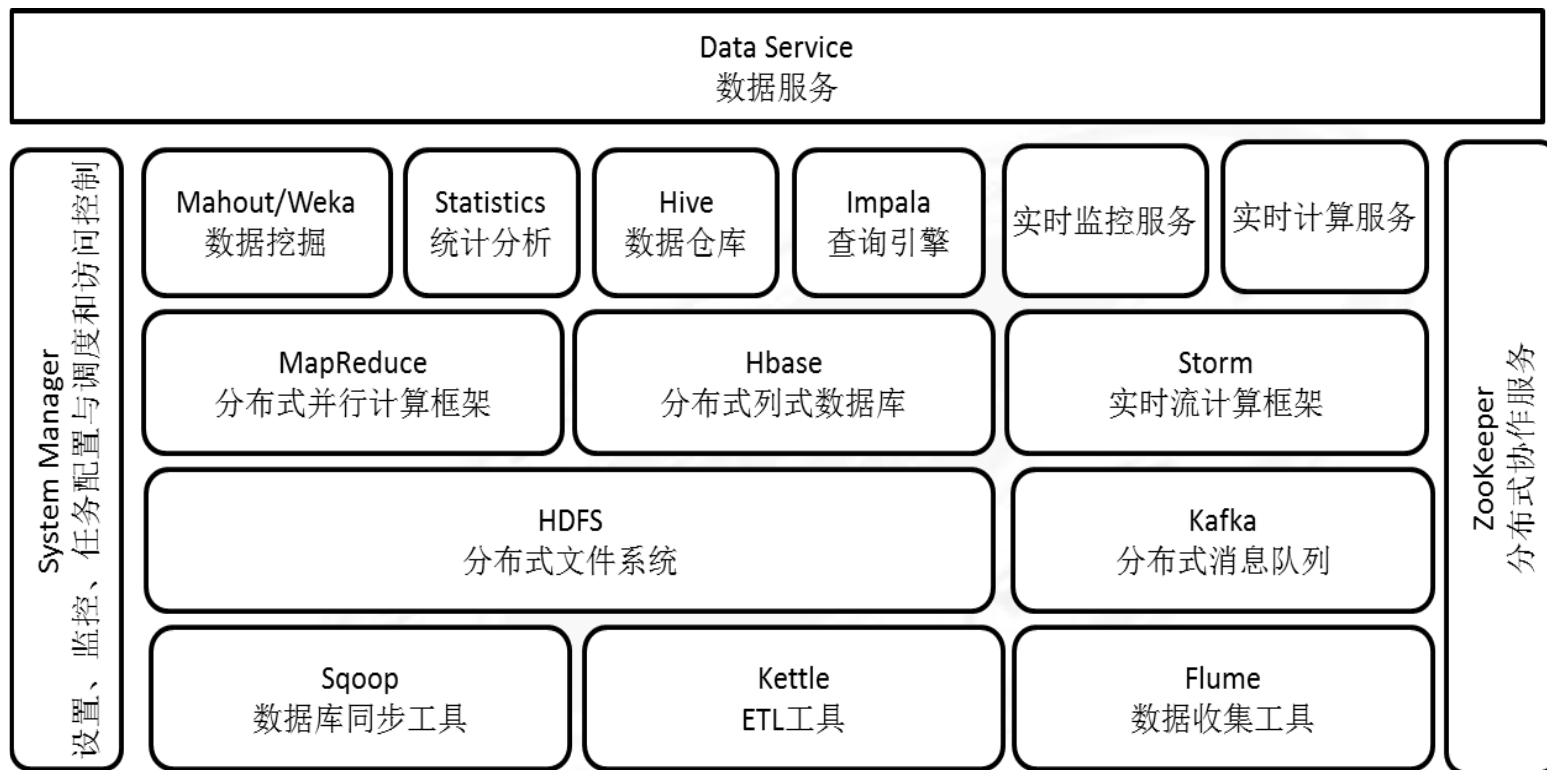 Data Service
数据服务
System Manager
设置、监控、任务配置与调度和访问控制
Mahout/Weka
数据挖掘
Statistics
统计分析
Hive
数据仓库
Impala
查询引擎
实时监控服务
实时计算服务
MapReduce
分布式并行计算框架
Hbase
分布式列式数据库
Storm
实时流计算框架
HDFS
分布式文件系统
Kafka
分布式消息队列
Sqoop
数据库同步工具
Kettle
ETL工具
Flume
数据收集工具
ZooKeeper
分布式协作服务